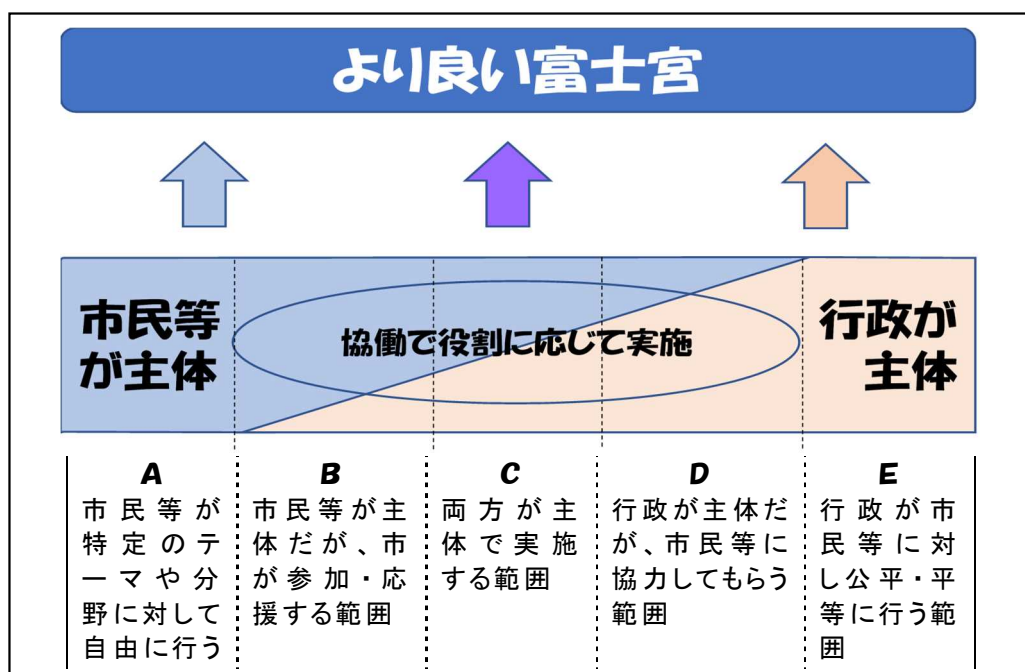 より良い富士宮
市民等
が主体
協働で役割に応じて実施
行政が
主体
A
市民等が
特定のテ
ーマや分
野に対して
自由に行う
B
市民等が主
体だが、市
が参加・応
援する範囲
C
両方が主
体で実施
する範囲
D
行政が主体だ
が、市民等に
協力してもらう
範囲
E
行政が市
民等に対
し公平・平
等に行う範
囲